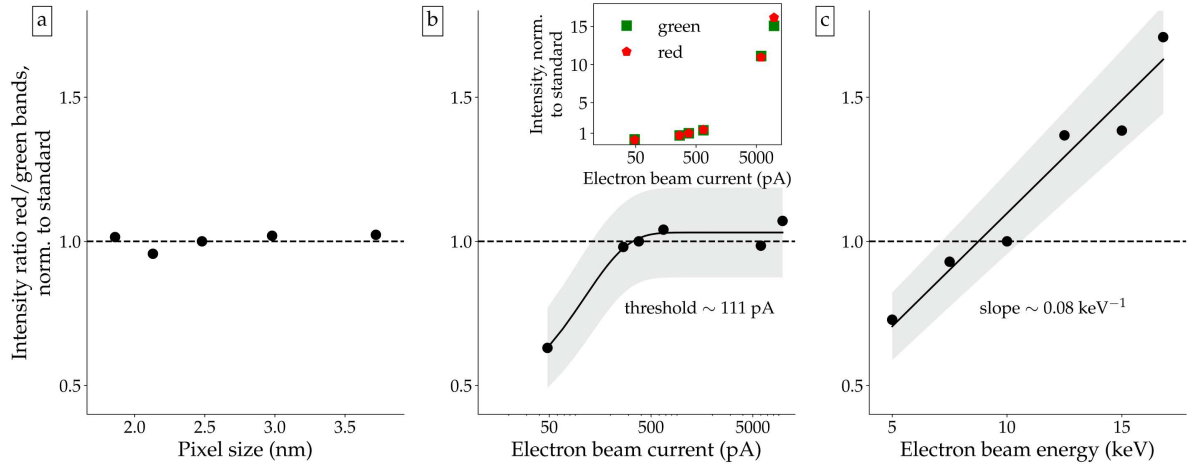 a
Intensity ratio red/green bands,
norm. to standard
1.5
1.0
0.5
2.0 2.5 3.0 3.5
Pixel size (nm)
b
Intensity, norm.
to standard
15
10
5
1
green
red
50 500 5000
Electron beam current (pA)
1.5
1.0
0.5
threshold ~ 111 pA
50 500 5000
Electron beam current (pA)
c
1.5
1.0
0.5
slope ~ 0.08 keV⁻¹
5 10 15
Electron beam energy (keV)